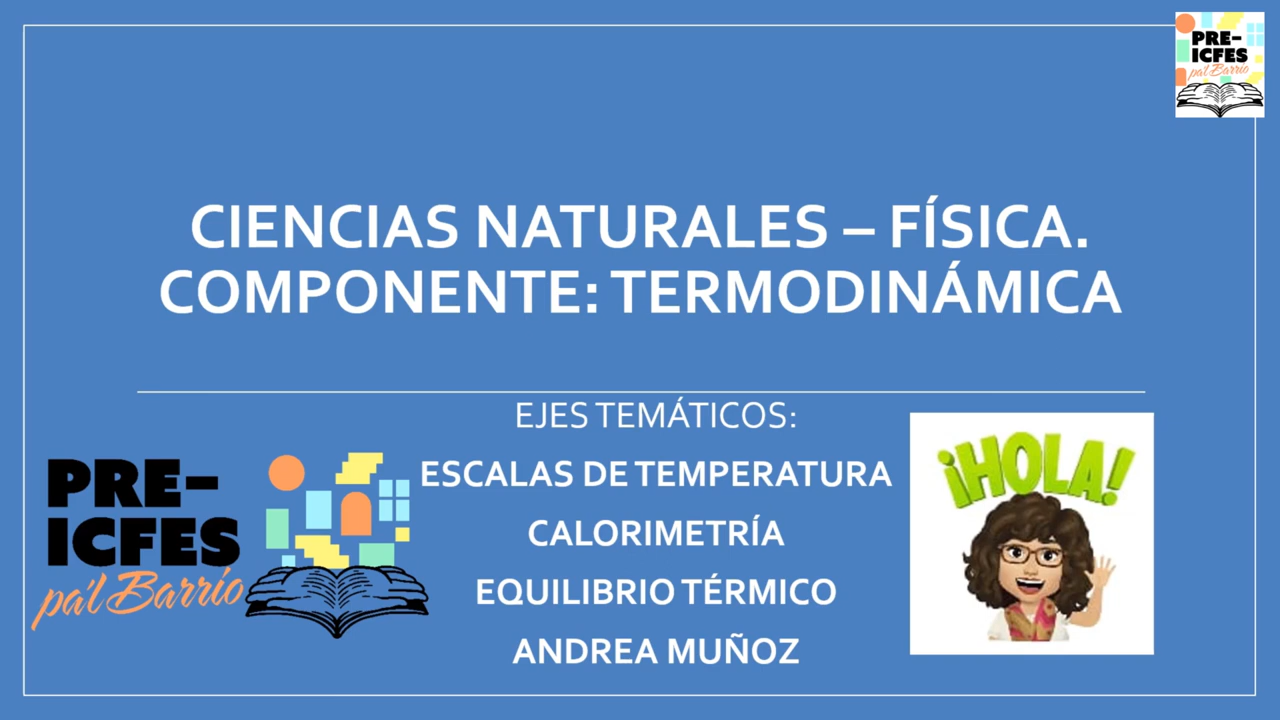 PRE-
ICFES
pa'l Barrio
CIENCIAS NATURALES – FÍSICA.
COMPONENTE: TERMODINÁMICA
EJES TEMÁTICOS:
ESCALAS DE TEMPERATURA
CALORIMETRÍA
EQUILIBRIO TÉRMICO
ANDREA MUÑOZ
PRE-
ICFES
pa'l Barrio
¡HOLA!